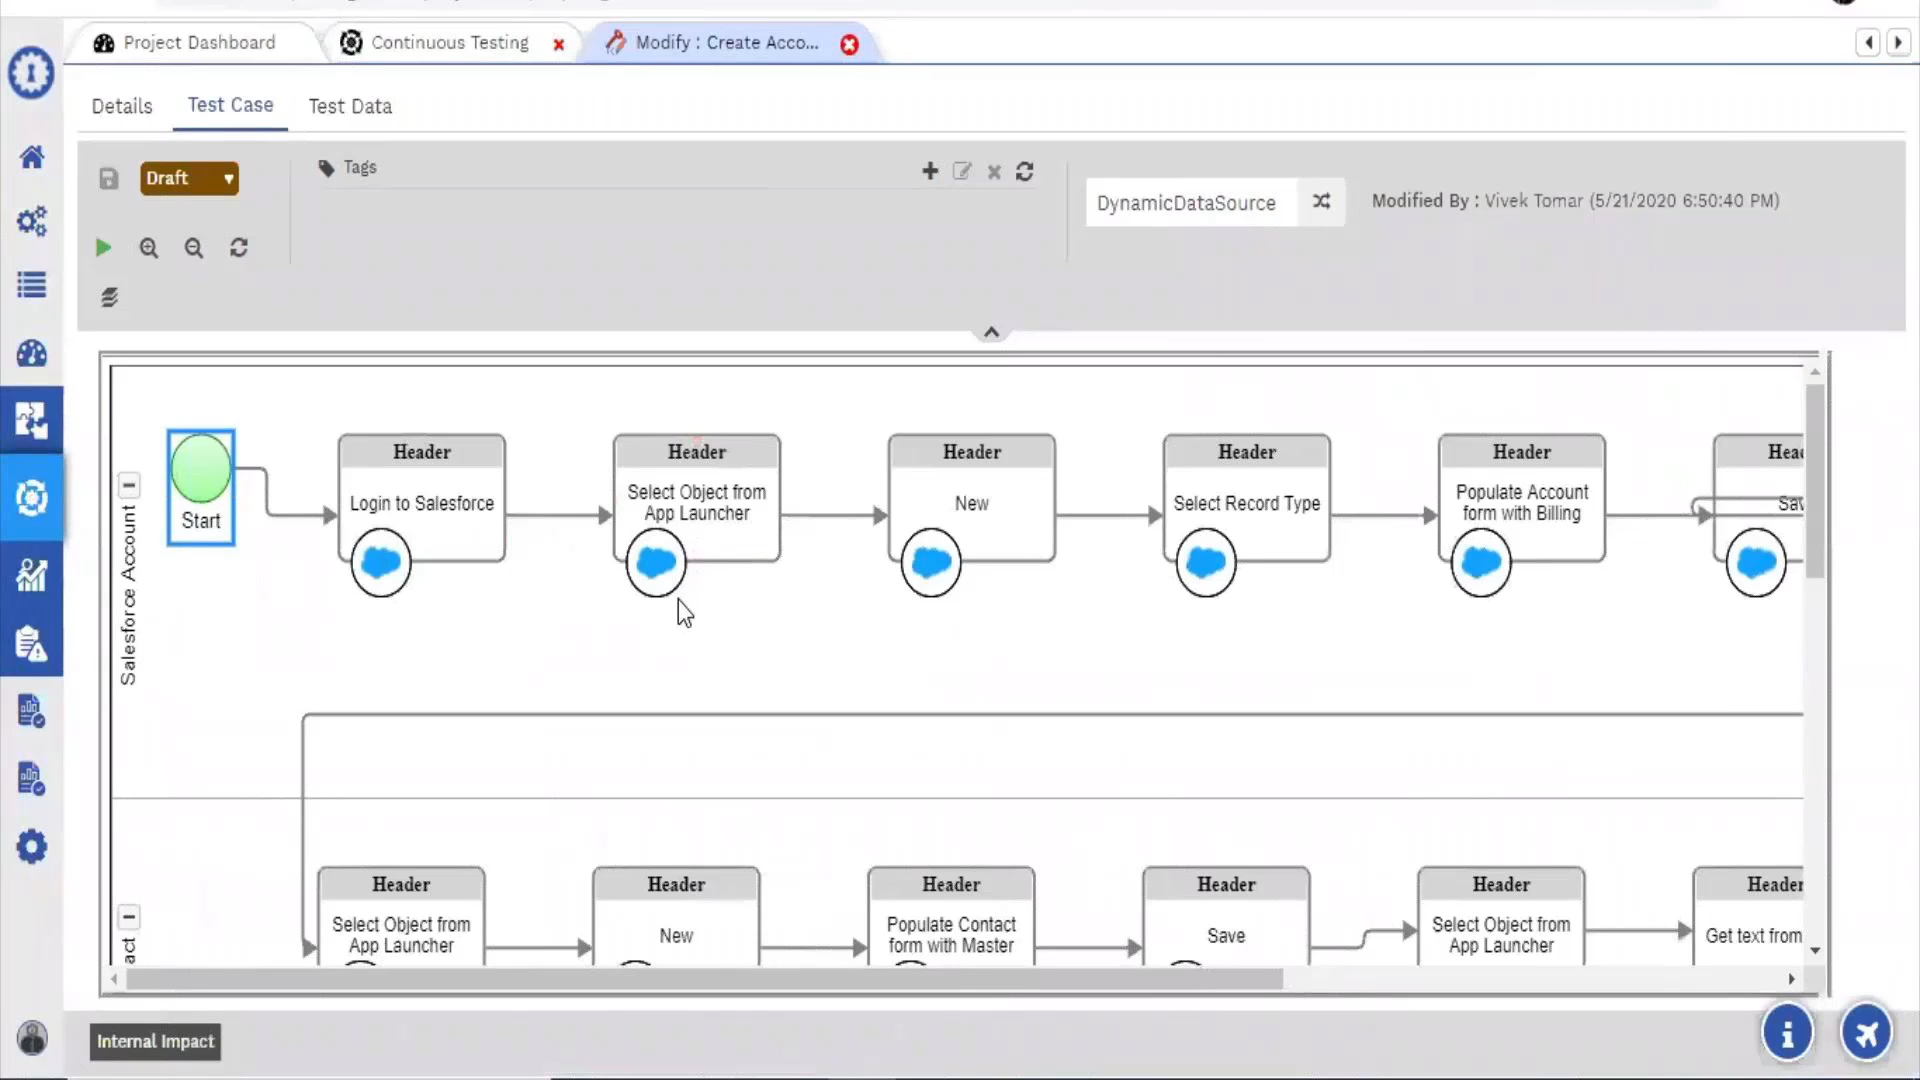 Project Dashboard
Continuous Testing
Modify : Create Acco...
Details
Test Case
Test Data
Draft
Tags
DynamicDataSource
Modified By : Vivek Tomar (5/21/2020 6:50:40 PM)
Salesforce Account
Start
Header
Login to Salesforce
Header
Select Object from
App Launcher
Header
New
Header
Select Record Type
Header
Populate Account
form with Billing
Hea
Sav
act
Header
Select Object from
App Launcher
Header
New
Header
Populate Contact
form with Master
Header
Save
Header
Select Object from
App Launcher
Header
Get text from
Internal Impact